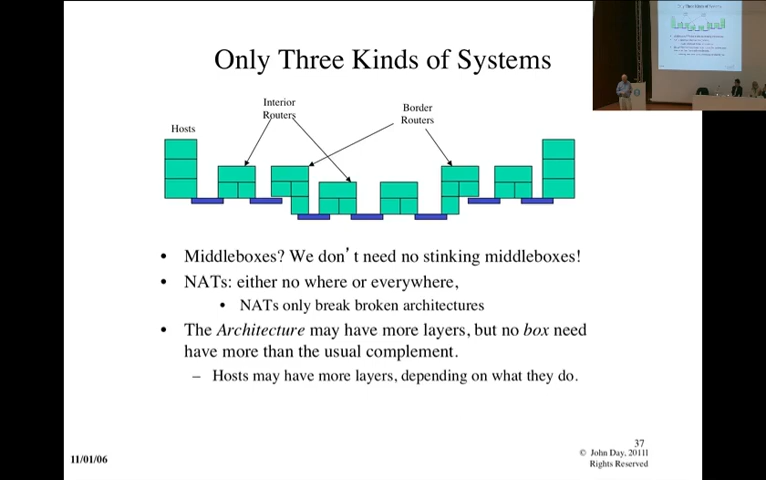 Only Three Kinds of Systems
Interior
Routers
Border
Routers
Hosts
• Middleboxes? We don't need no stinking middleboxes!
• NATs: either no where or everywhere,
• NATs only break broken architectures
• The Architecture may have more layers, but no box need
have more than the usual complement.
– Hosts may have more layers, depending on what they do.
11/01/06
37
© John Day, 2011l
Rights Reserved